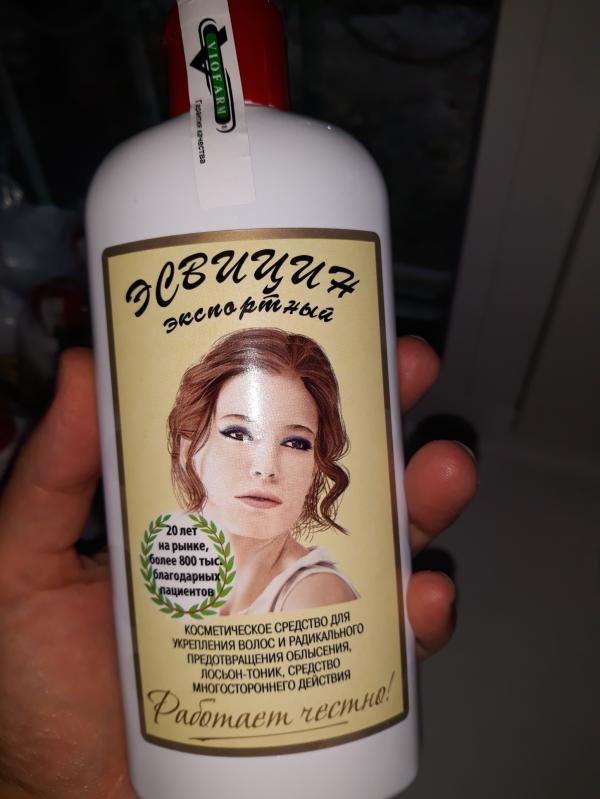 VIOFARM®
Гарантия качества
ЭСВИЦИН
экспортный
20 лет
на рынке,
более 800 тыс.
благодарных
пациентов
КОСМЕТИЧЕСКОЕ СРЕДСТВО ДЛЯ
УКРЕПЛЕНИЯ ВОЛОС И РАДИКАЛЬНОГО
ПРЕДОТВРАЩЕНИЯ ОБЛЫСЕНИЯ,
ЛОСЬОН-ТОНИК, СРЕДСТВО
МНОГОСТОРОННЕГО ДЕЙСТВИЯ
Работает честно!